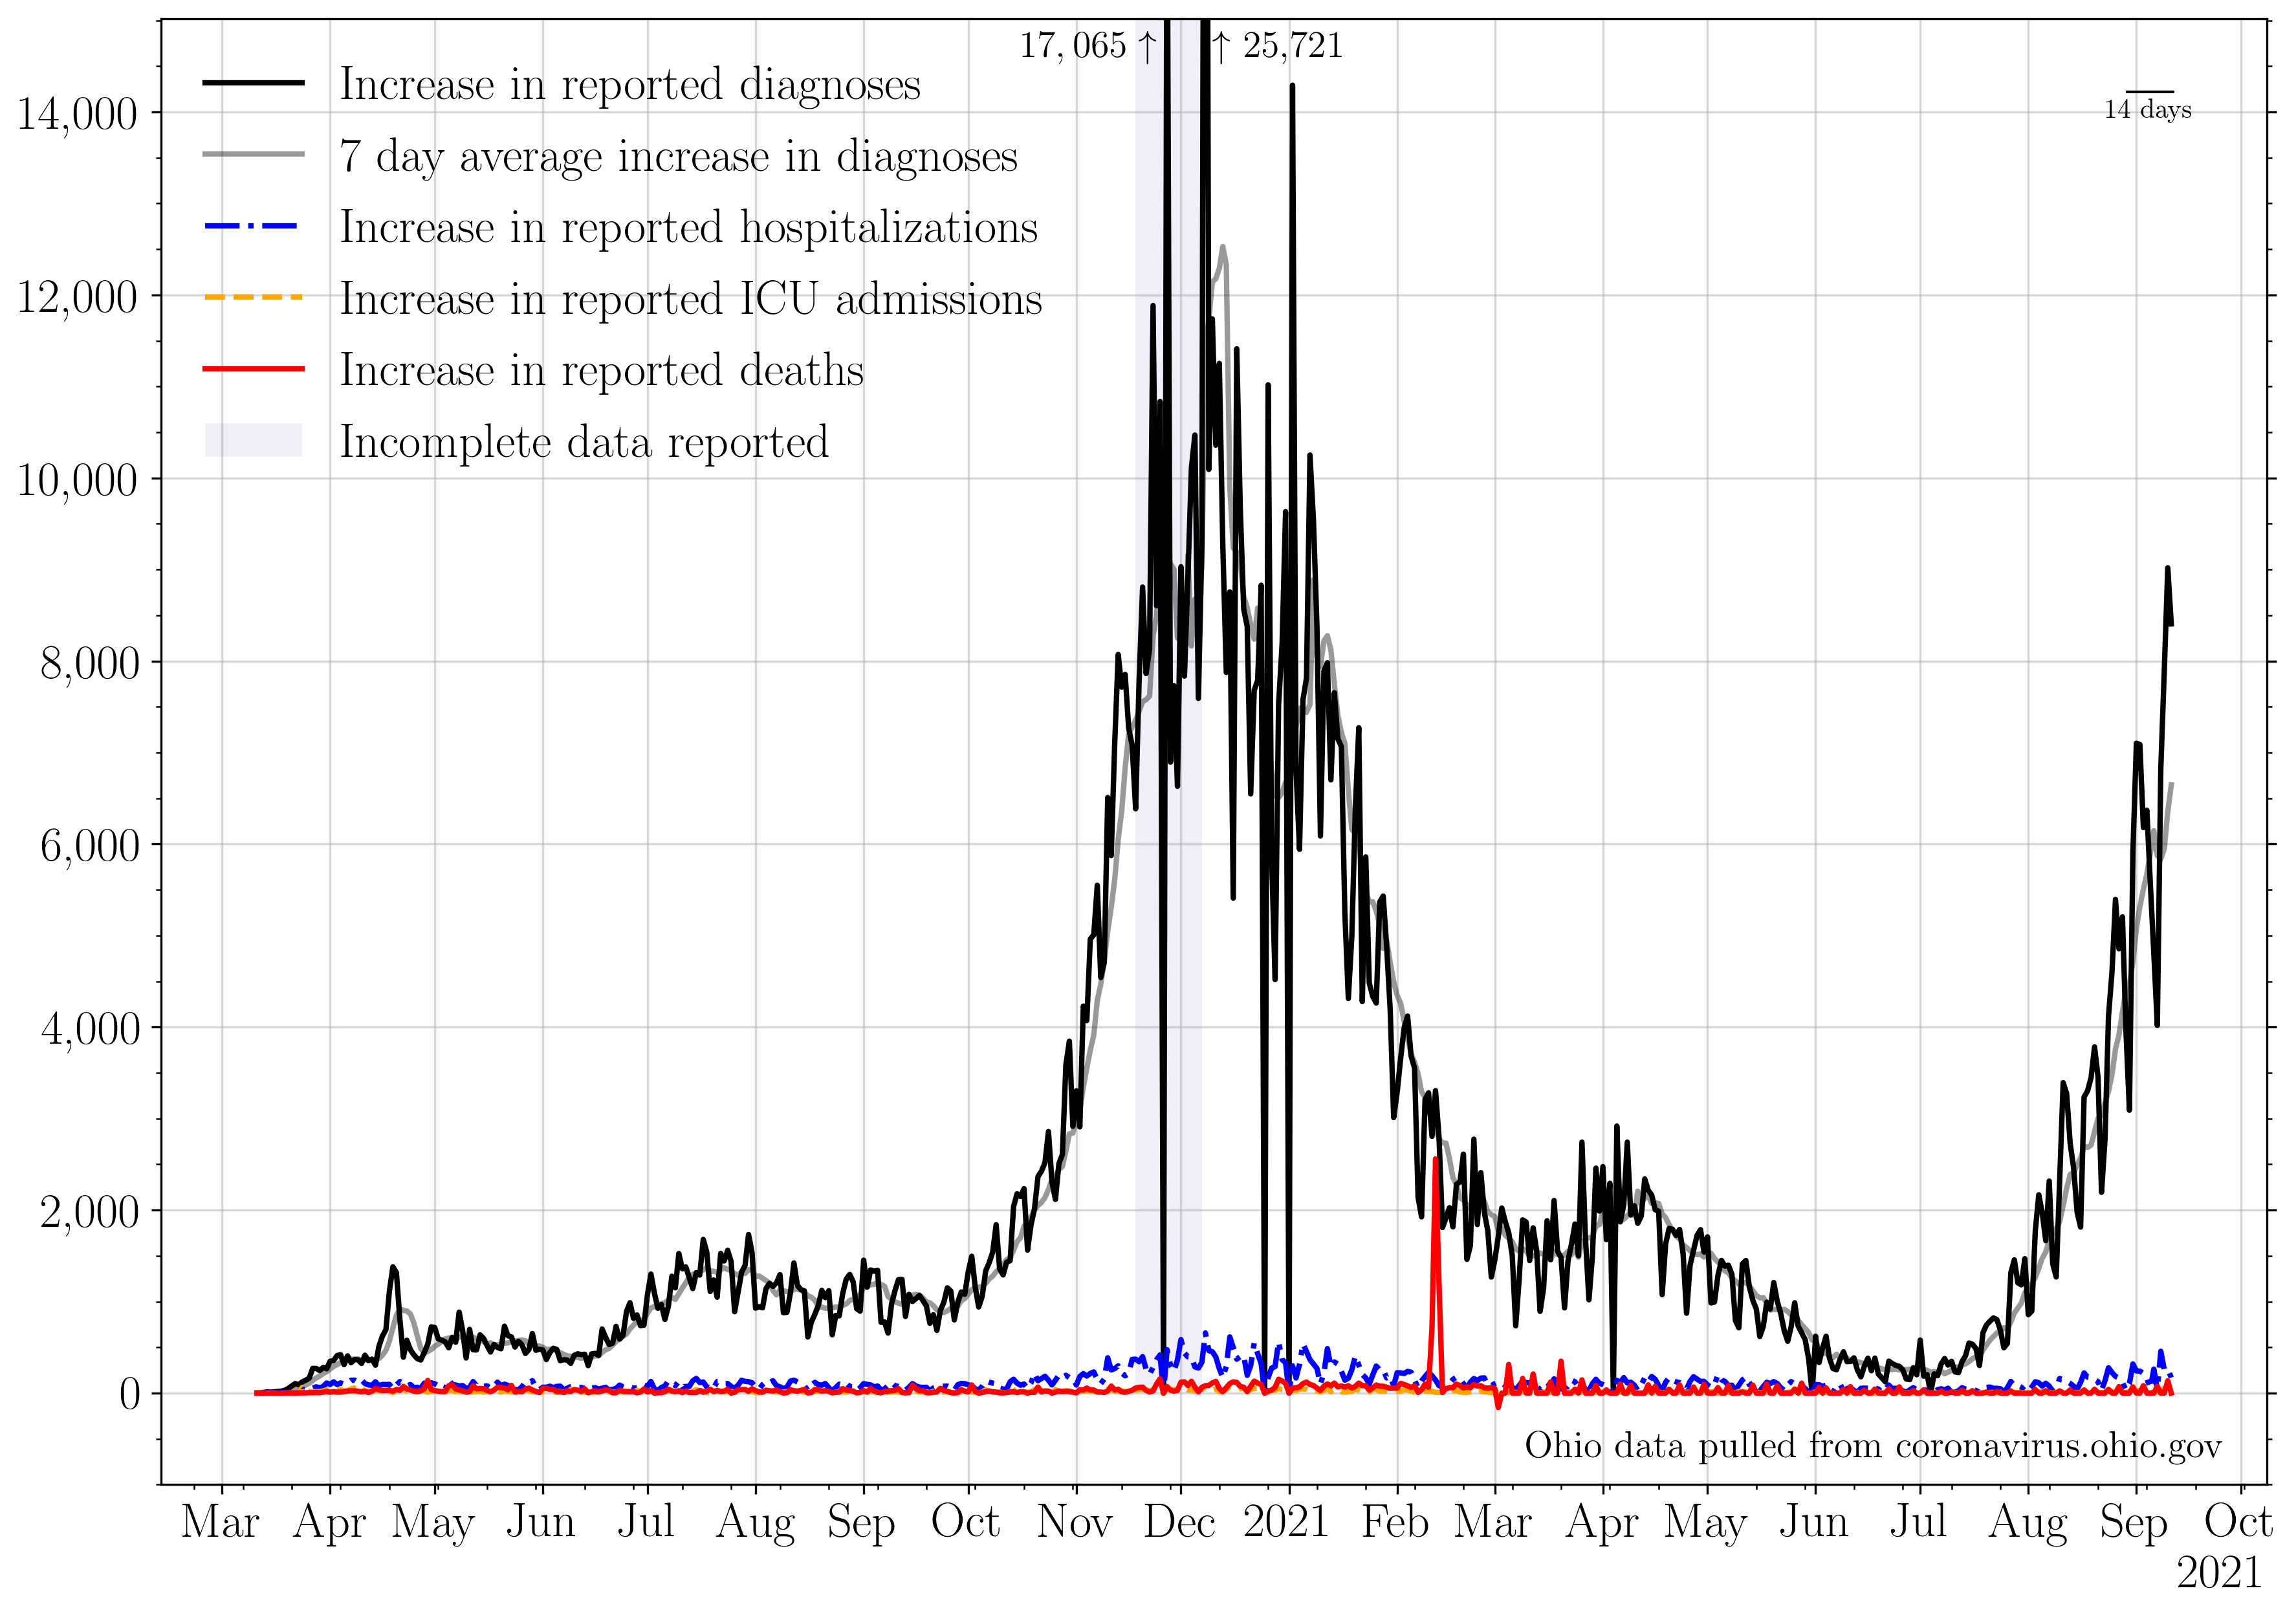 17,065 ↑ ↑ 25,721
Increase in reported diagnoses
7 day average increase in diagnoses
Increase in reported hospitalizations
Increase in reported ICU admissions
Increase in reported deaths
Incomplete data reported
14 days
14,000
12,000
10,000
8,000
6,000
4,000
2,000
0
Ohio data pulled from coronavirus.ohio.gov
Mar Apr May Jun Jul Aug Sep Oct Nov Dec 2021 Feb Mar Apr May Jun Jul Aug Sep Oct
2021